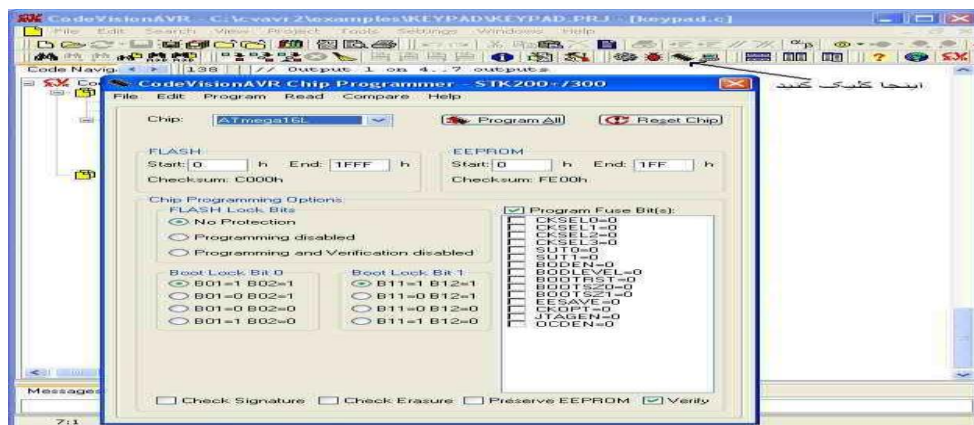 CodeVisionAVR - C:\cvavr2\examples\KEYPAD\KEYPAD.PRJ - [keypad.c]
File Edit Search View Project Tools Settings Windows Help
Code Navig 138 // Output 1 on 4..7 outputs
اینجا کلیک کنید
CodeVisionAVR Chip Programmer - STK200+/300
File Edit Program Read Compare Help
Chip: ATmega16L Program All Reset Chip
FLASH EEPROM
Start: 0 h End: 1FFF h Start: 0 h End: 1FF h
Checksum: C000h Checksum: FE00h
Chip Programming Options
FLASH Lock Bits
No Protection
Programming disabled
Programming and Verification disabled
Boot Lock Bit 0 Boot Lock Bit 1
B01=1 B02=1 B11=1 B12=1
B01=0 B02=1 B11=0 B12=1
B01=0 B02=0 B11=0 B12=0
B01=1 B02=0 B11=1 B12=0
Program Fuse Bit(s):
CKSEL0=0
CKSEL1=0
CKSEL2=0
CKSEL3=0
SUT0=0
SUT1=0
BODEN=0
BODLEVEL=0
BOOTRST=0
BOOTSZ0=0
BOOTSZ1=0
EESAVE=0
CKOPT=0
JTAGEN=0
OCDEN=0
Check Signature Check Erasure Preserve EEPROM Verify
Messages
7:1